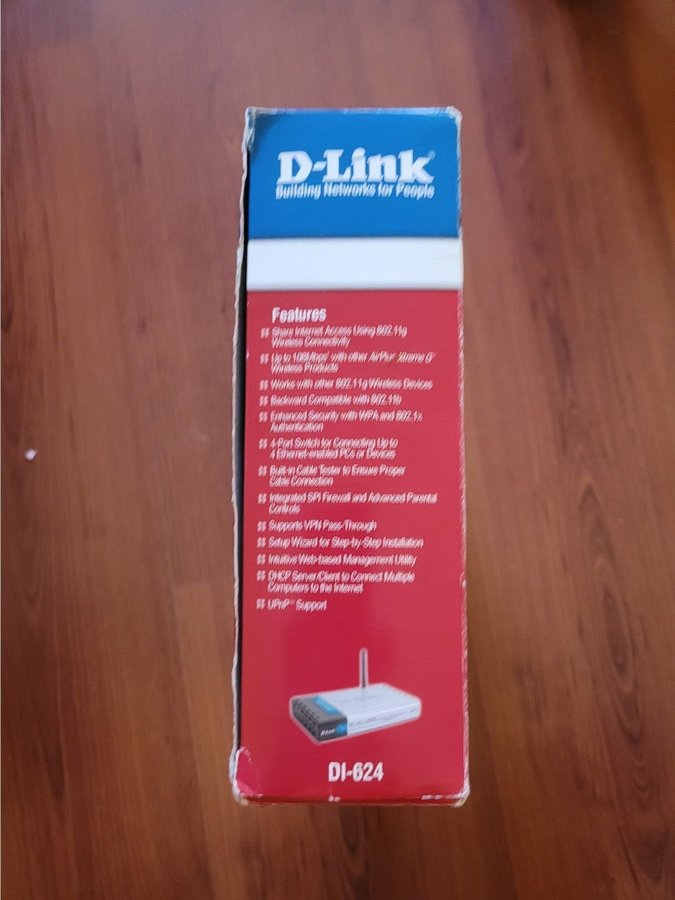 D-Link
Building Networks for People
Features
Share Internet Access Using 802.11g
Wireless Connectivity
Up to 108Mbps* with other AirPlus Xtreme G
Wireless Products
Works with other 802.11g Wireless Devices
Backward Compatible with 802.11b
Enhanced Security with WPA and 802.1x
Authentication
4-Port Switch for Connecting Up to
4 Ethernet-enabled PCs or Devices
Built-in Cable Tester to Ensure Proper
Cable Connection
Integrated SPI Firewall and Advanced Parental
Controls
Supports VPN Pass-Through
Setup Wizard for Step-by-Step Installation
Intuitive Web-based Management Utility
DHCP Server/Client to Connect Multiple
Computers to the Internet
UPnP™ Support
D-Link
DI-624